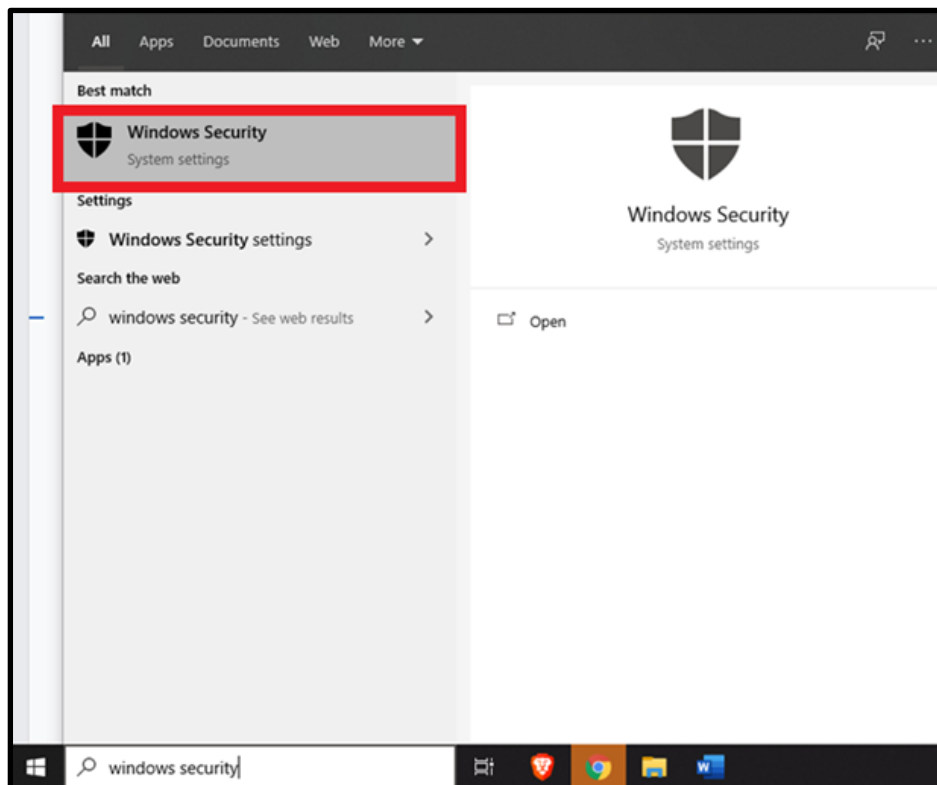 All Apps Documents Web More
Best match
Windows Security
System settings
Settings
Windows Security settings
Search the web
windows security - See web results
Apps (1)
Windows Security
System settings
Open
windows security